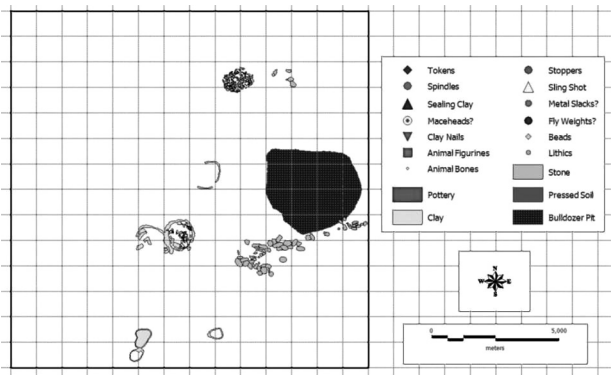 Tokens
Spindles
Sealing Clay
Maceheads?
Clay Nails
Animal Figurines
Animal Bones
Pottery
Clay
Stoppers
Sling Shot
Metal Slacks?
Fly Weights?
Beads
Lithics
Stone
Pressed Soil
Bulldozer Pit
N
W E
S
0 5,000
meters